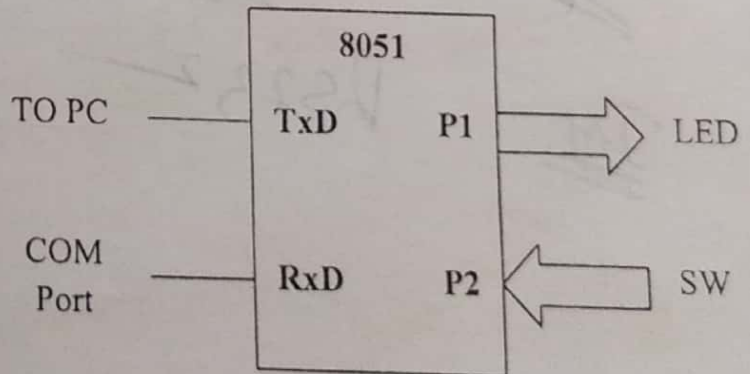 8051
TO PC
TxD
P1
LED
COM
Port
RxD
P2
SW